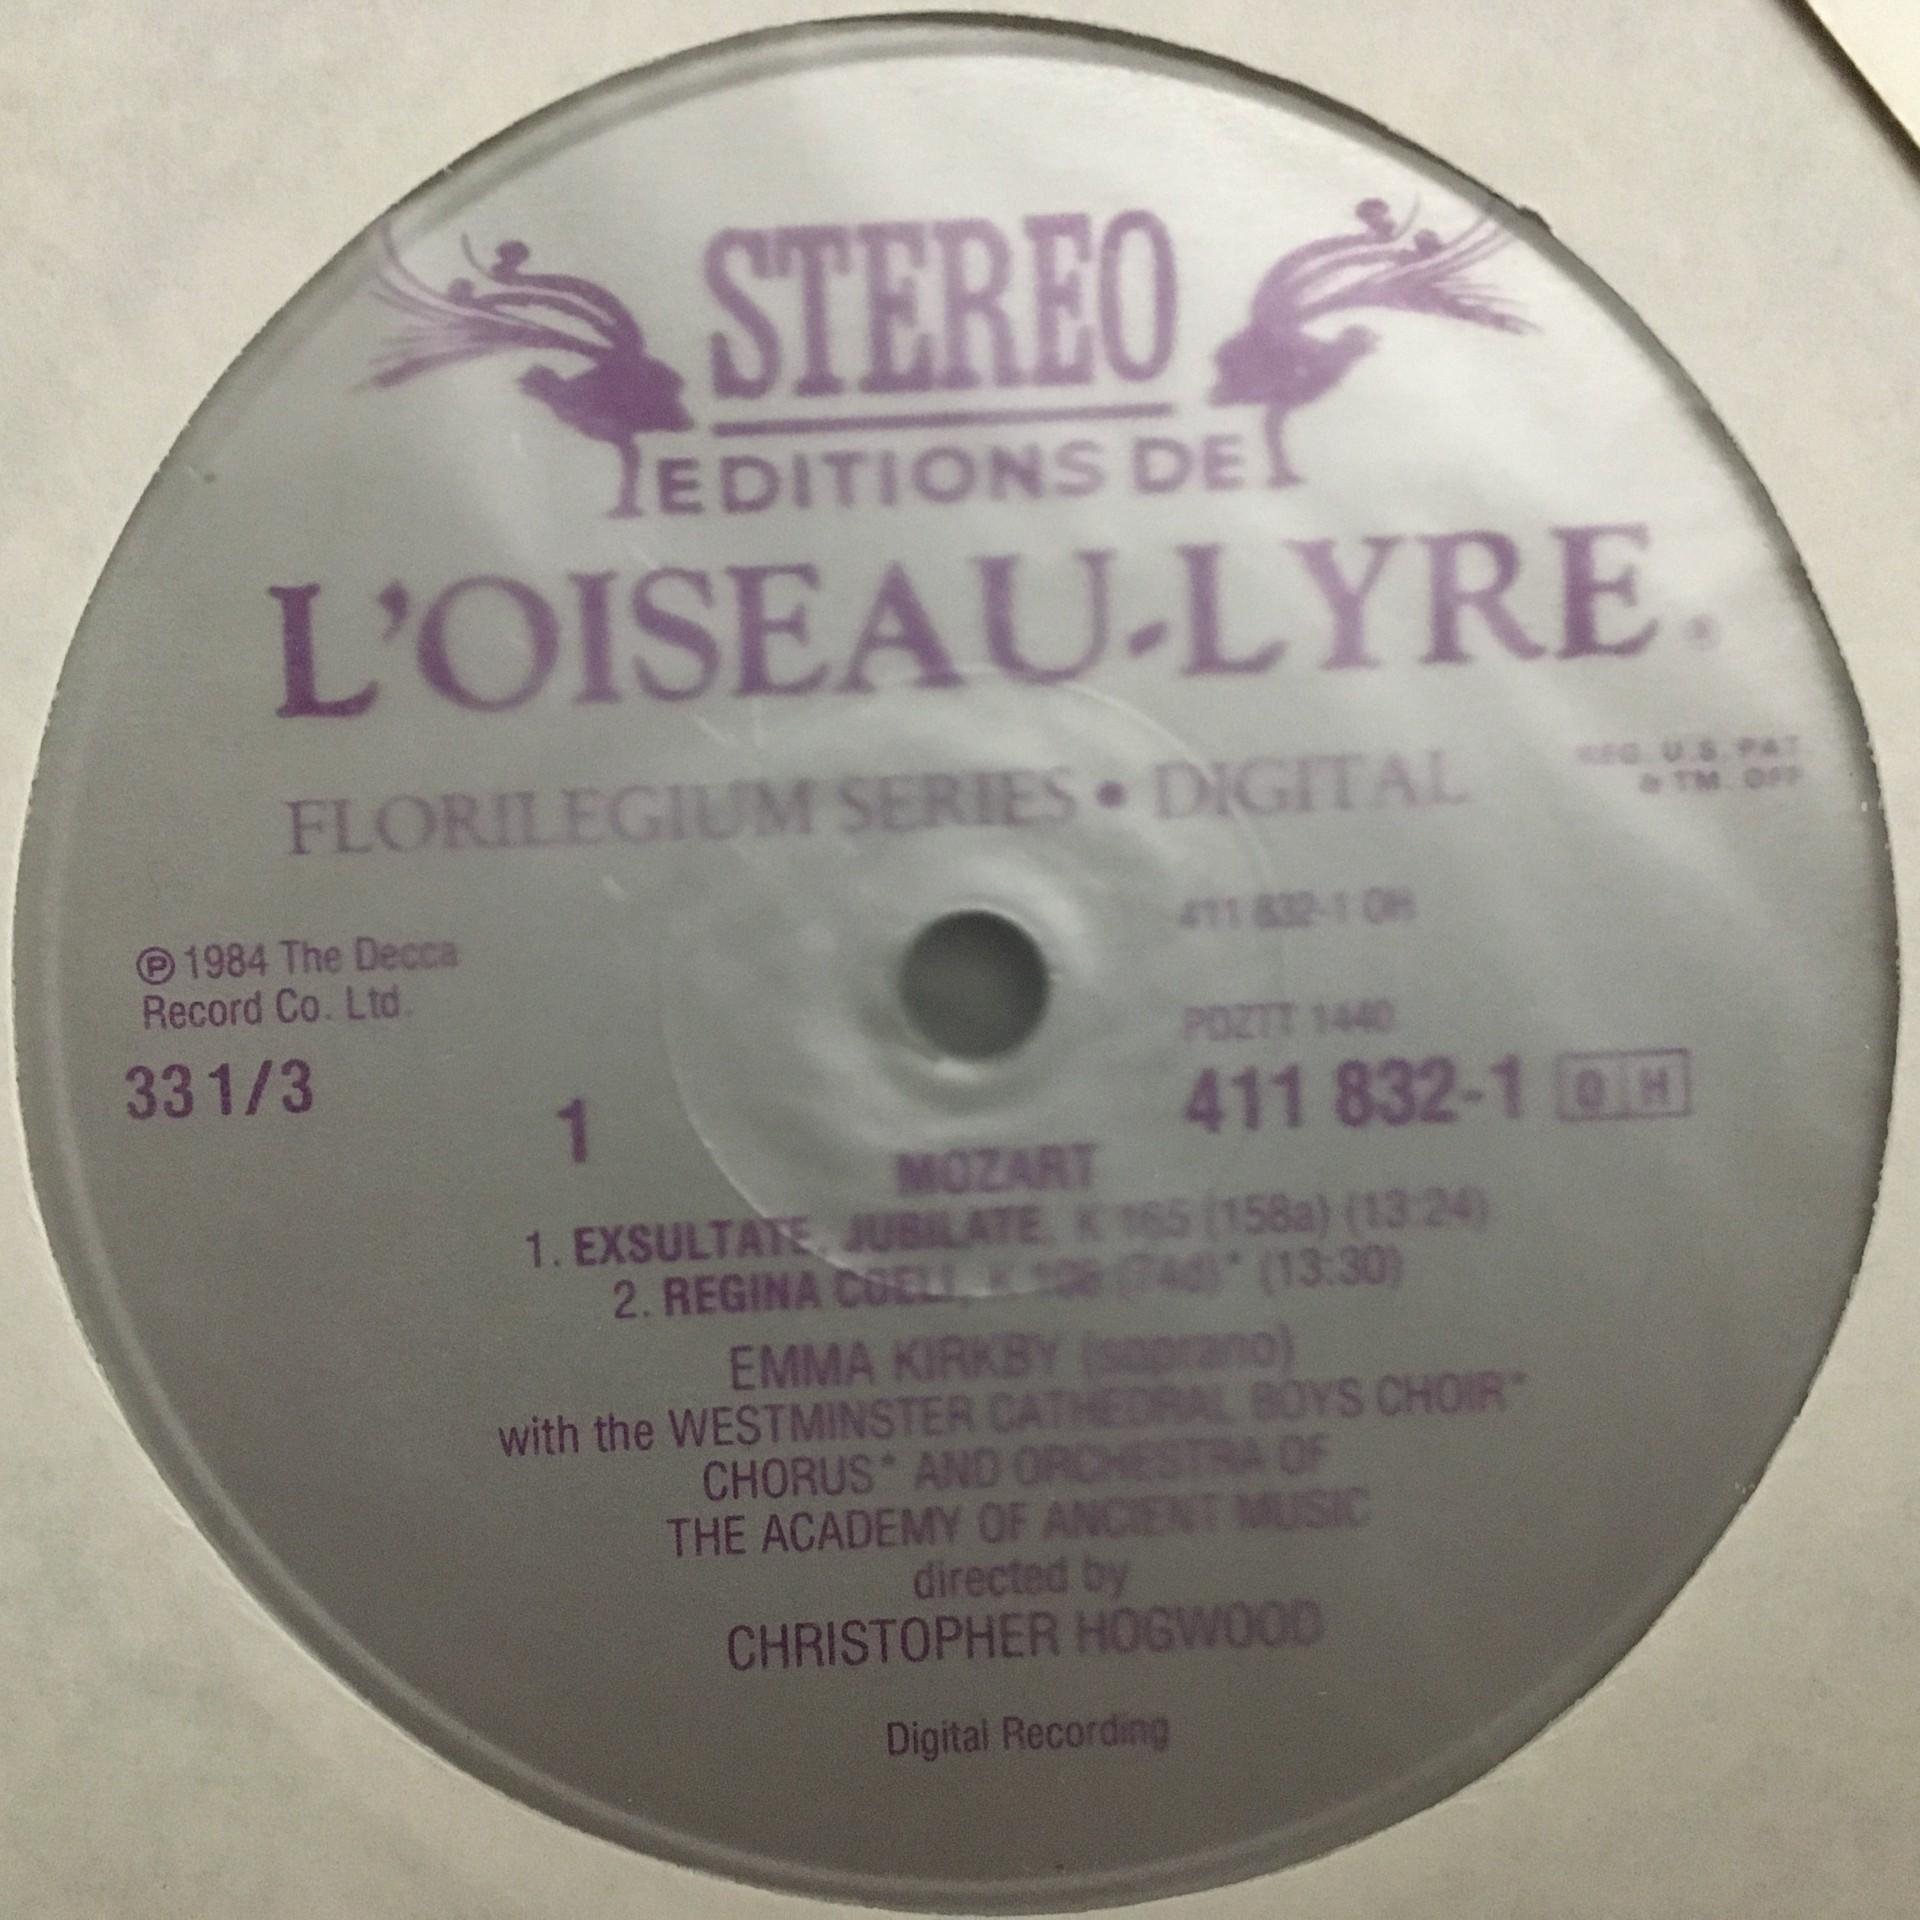 STEREO
EDITIONS DE
L'OISEAU-LYRE ®
FLORILEGIUM SERIES • DIGITAL
REG. U.S. PAT
& TM. OFF
℗ 1984 The Decca
Record Co. Ltd.
33 1/3
1
411 832-1 OH
PDZTT 1440
411 832-1 O H
MOZART
1. EXSULTATE, JUBILATE, K 165 (158a) (13:24)
2. REGINA COELI, K (74d)* (13:30)
EMMA KIRKBY (soprano)
with the WESTMINSTER CATHEDRAL BOYS CHOIR*
CHORUS* AND ORCHESTRA OF
THE ACADEMY OF ANCIENT MUSIC
directed by
CHRISTOPHER HOGWOOD
Digital Recording